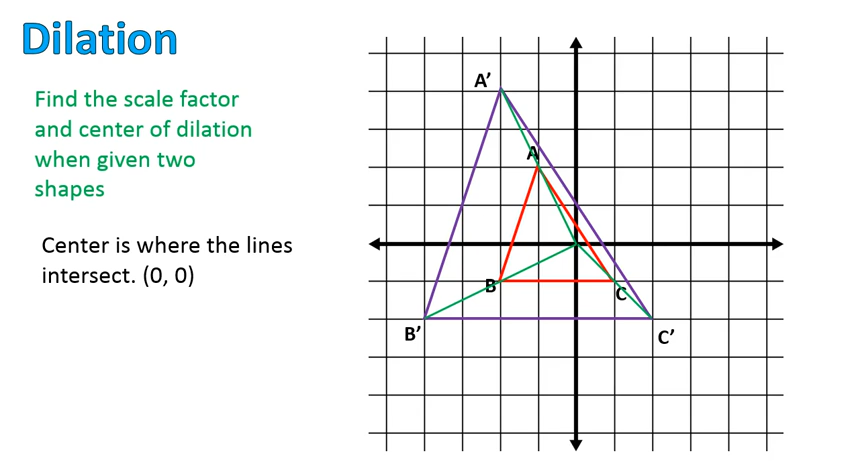 Dilation
Find the scale factor
and center of dilation
when given two
shapes
Center is where the lines
intersect. (0, 0)
A’
A
B
C
B’
C’